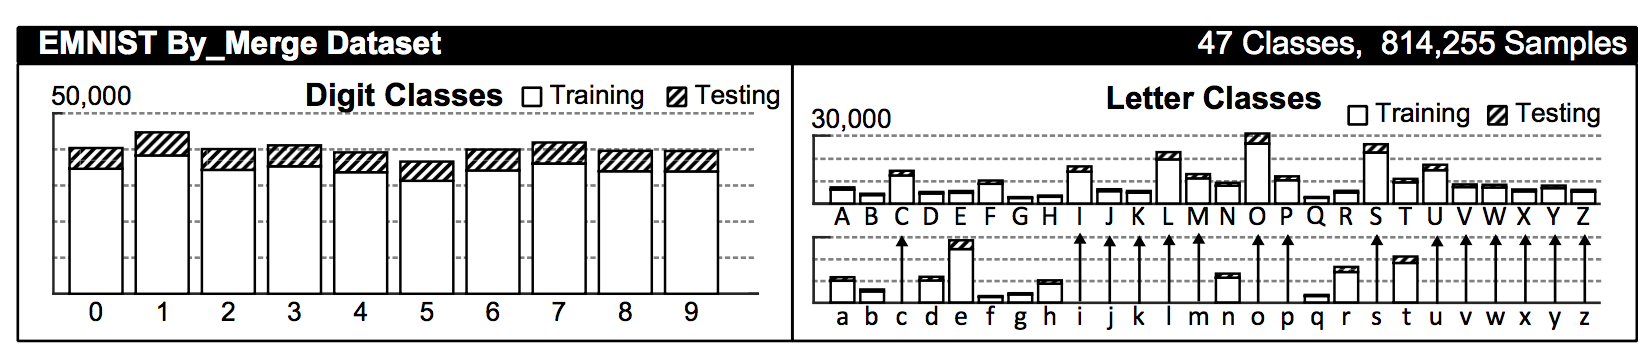 EMNIST By_Merge Dataset 47 Classes, 814,255 Samples
50,000 Digit Classes Training Testing
0 1 2 3 4 5 6 7 8 9
Letter Classes Training Testing
30,000
A B C D E F G H I J K L M N O P Q R S T U V W X Y Z
a b c d e f g h i j k l m n o p q r s t u v w x y z